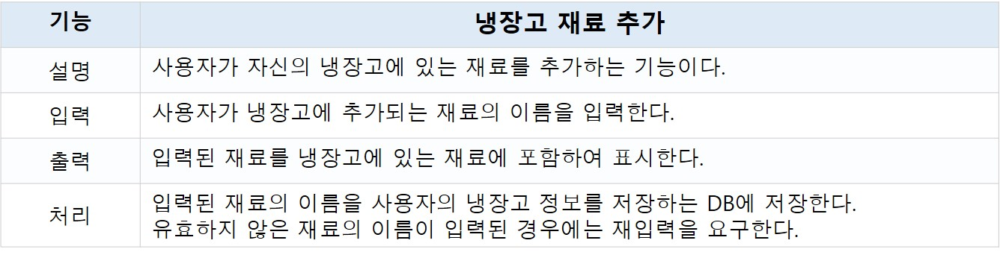 기능
냉장고 재료 추가
설명
사용자가 자신의 냉장고에 있는 재료를 추가하는 기능이다.
입력
사용자가 냉장고에 추가되는 재료의 이름을 입력한다.
출력
입력된 재료를 냉장고에 있는 재료에 포함하여 표시한다.
처리
입력된 재료의 이름을 사용자의 냉장고 정보를 저장하는 DB에 저장한다.
유효하지 않은 재료의 이름이 입력된 경우에는 재입력을 요구한다.